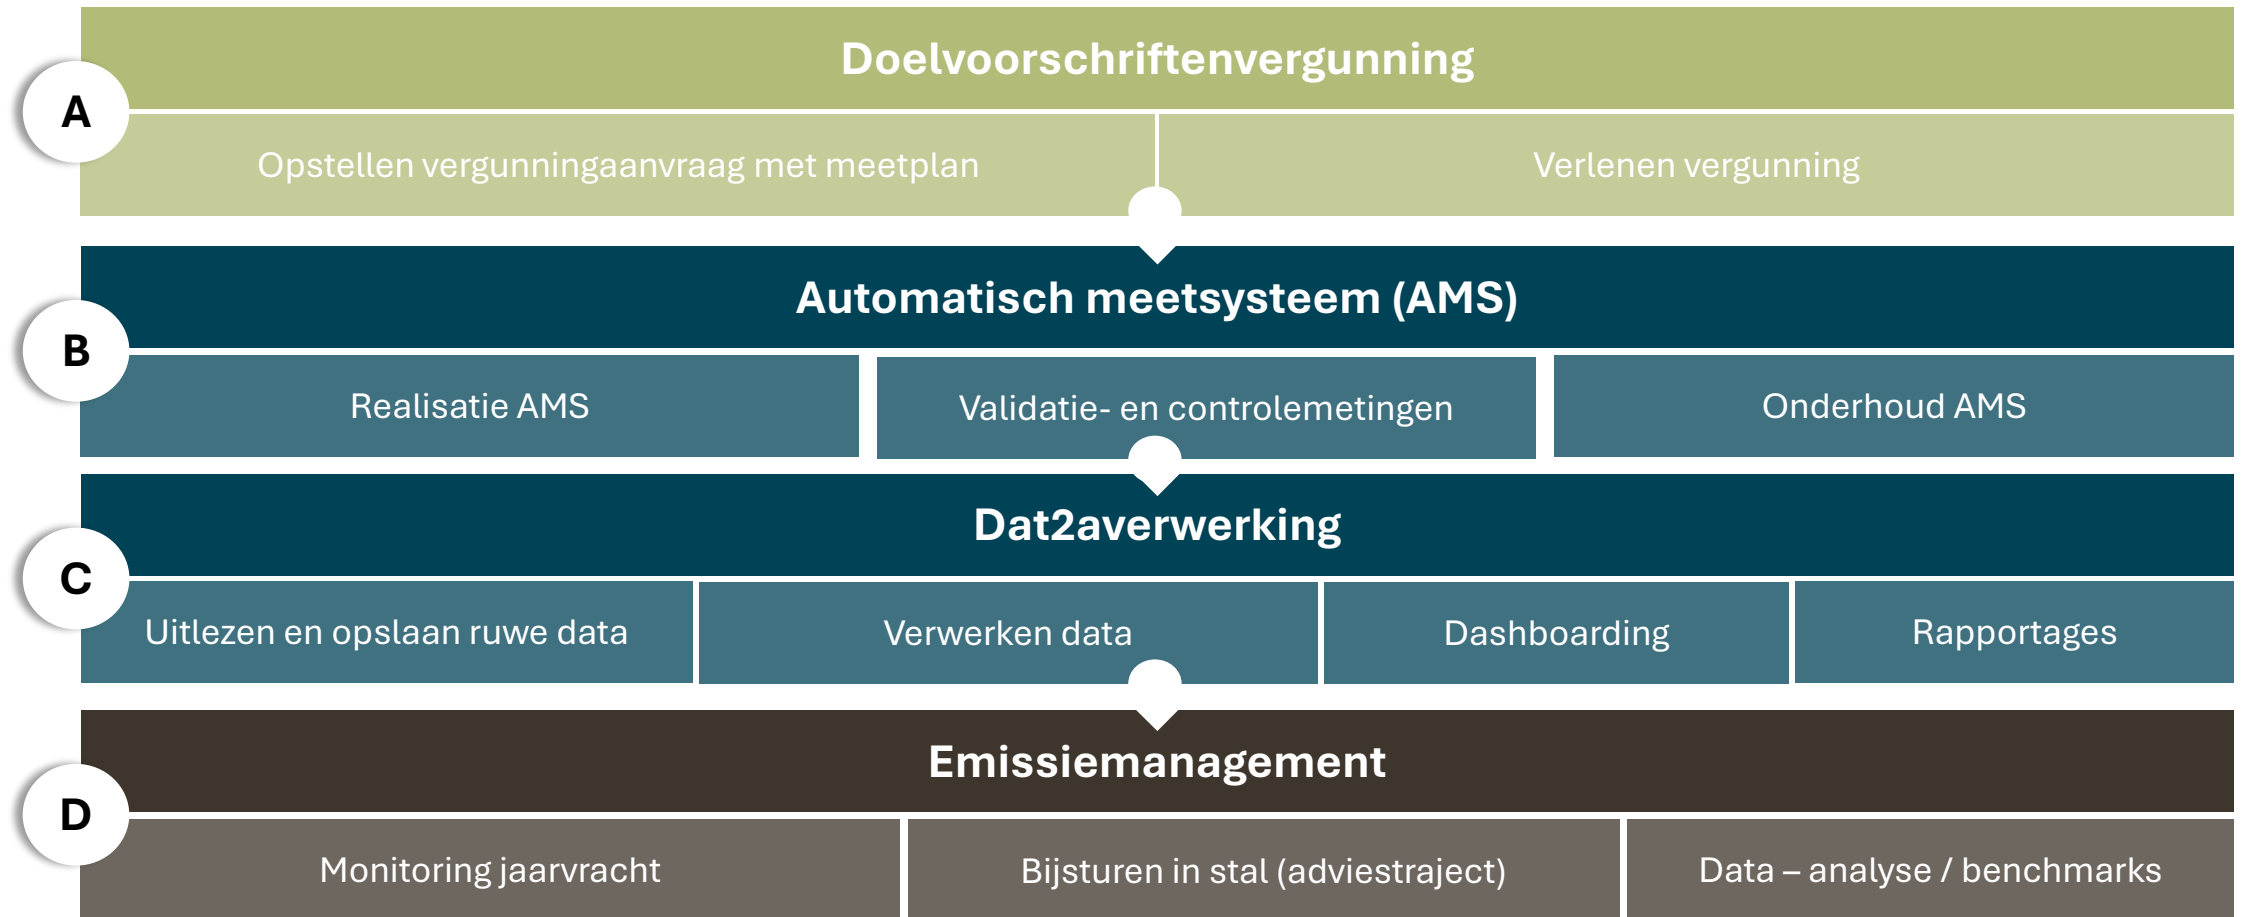 Doelvoorschriftenvergunning
A
Opstellen vergunningaanvraag met meetplan
Verlenen vergunning
Automatisch meetsysteem (AMS)
B
Realisatie AMS
Validatie- en controlemetingen
Onderhoud AMS
Dat2averwerking
C
Uitlezen en opslaan ruwe data
Verwerken data
Dashboarding
Rapportages
Emissiemanagement
D
Monitoring jaarvracht
Bijsturen in stal (adviestraject)
Data – analyse / benchmarks